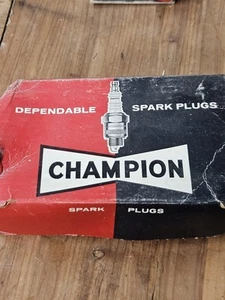 DEPENDABLE SPARK PLUGS
CHAMPION
SPARK PLUGS